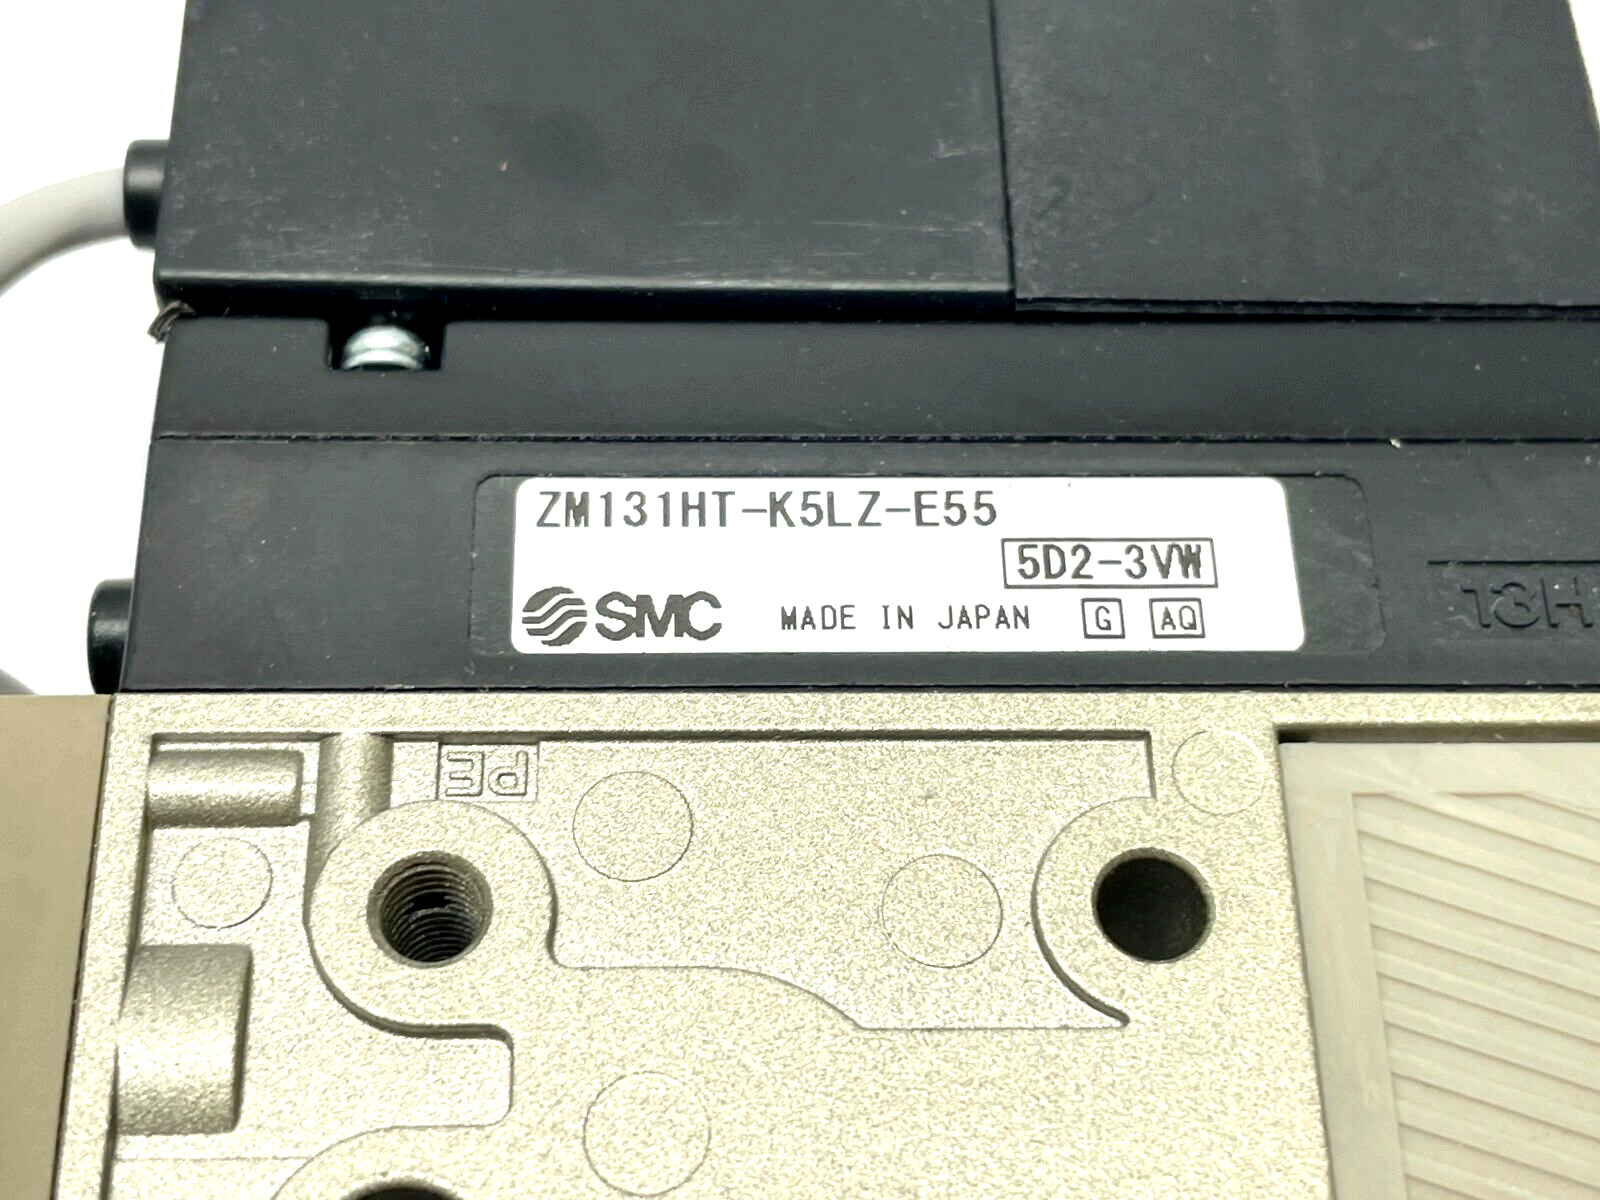 ZM131HT-K5LZ-E55
5D2-3VW
SMC MADE IN JAPAN G AQ
PE